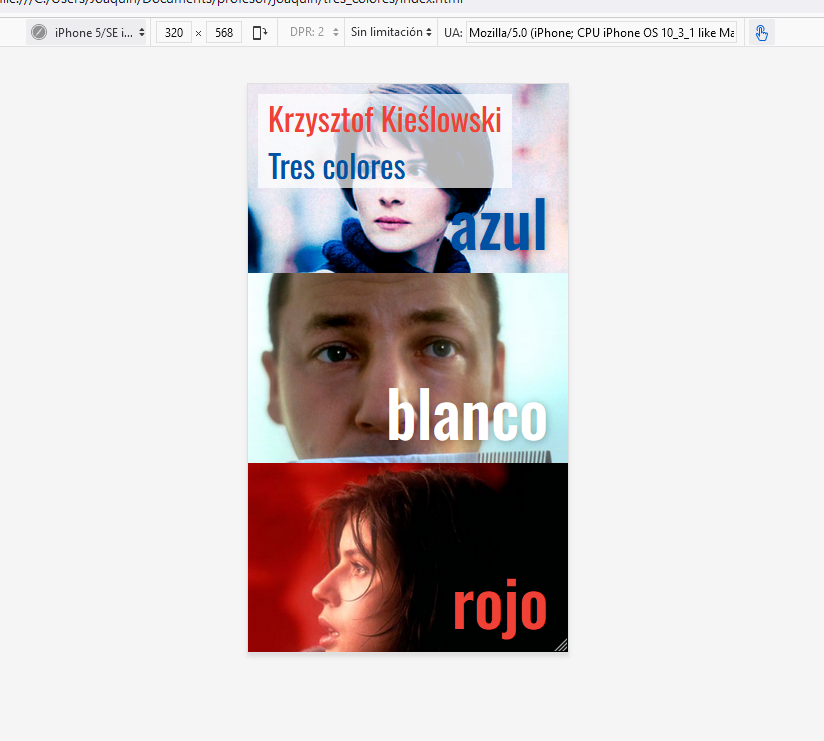 file:///C:/Users/Joaquin/Documents/profesor/joaquin/tres_colores/index.html
iPhone 5/SE i... 320 × 568 DPR: 2 Sin limitación UA: Mozilla/5.0 (iPhone; CPU iPhone OS 10_3_1 like Ma
Krzysztof Kieślowski
Tres colores
azul
blanco
rojo